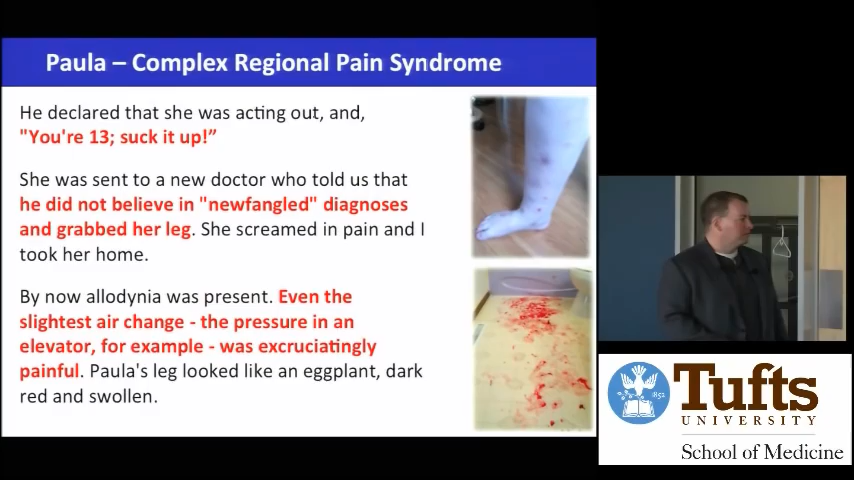 Paula – Complex Regional Pain Syndrome
He declared that she was acting out, and,
"You're 13; suck it up!”
She was sent to a new doctor who told us that
he did not believe in "newfangled" diagnoses
and grabbed her leg. She screamed in pain and I
took her home.
By now allodynia was present. Even the
slightest air change - the pressure in an
elevator, for example - was excruciatingly
painful. Paula's leg looked like an eggplant, dark
red and swollen.
1852
Tufts
UNIVERSITY
School of Medicine